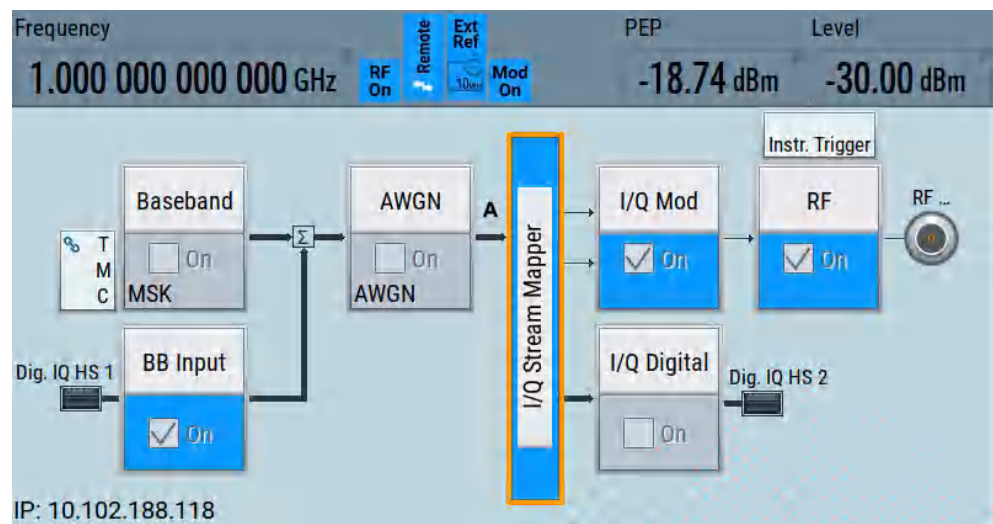 Frequency
1.000 000 000 000 GHz
RF
On
Remote
Ext
Ref
Mod
On
PEP
-18.74 dBm
Level
-30.00 dBm
Instr. Trigger
Baseband
On
MSK
T
M
C
Σ
AWGN
On
AWGN
A
I/Q Stream Mapper
I/Q Mod
On
RF
On
RF ...
Dig. IQ HS 1
BB Input
On
I/Q Digital
On
Dig. IQ HS 2
IP: 10.102.188.118